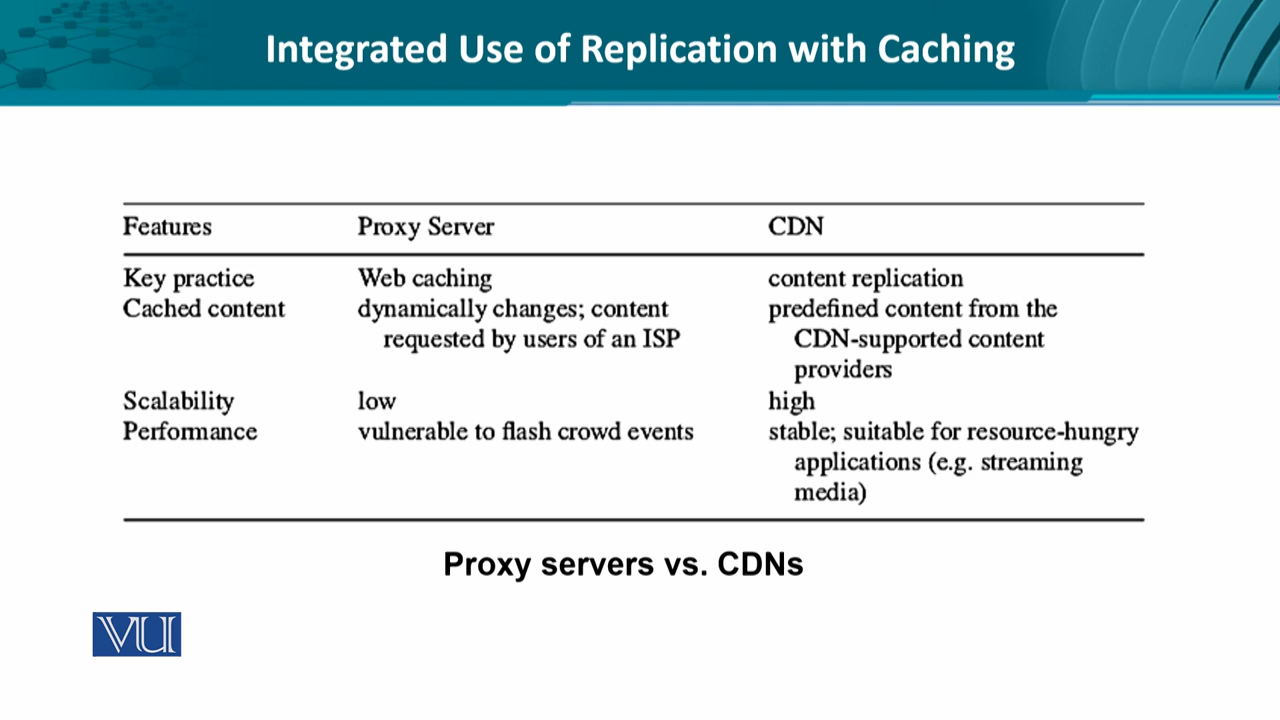 Integrated Use of Replication with Caching
Features Proxy Server CDN
Key practice Web caching content replication
Cached content dynamically changes; content predefined content from the
requested by users of an ISP CDN-supported content
providers
Scalability low high
Performance vulnerable to flash crowd events stable; suitable for resource-hungry
applications (e.g. streaming
media)
Proxy servers vs. CDNs
VU